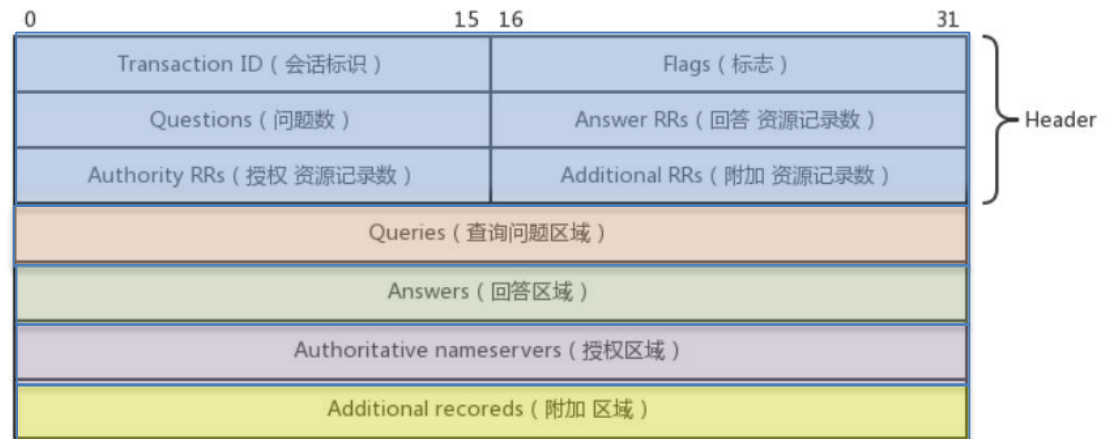 0 15 16 31
Transaction ID ( 会话标识 ) Flags ( 标志 )
Questions ( 问题数 ) Answer RRs ( 回答 资源记录数 )
Header
Authority RRs ( 授权 资源记录数 ) Additional RRs ( 附加 资源记录数 )
Queries ( 查询问题区域 )
Answers ( 回答区域 )
Authoritative nameservers ( 授权区域 )
Additional recoreds ( 附加 区域 )